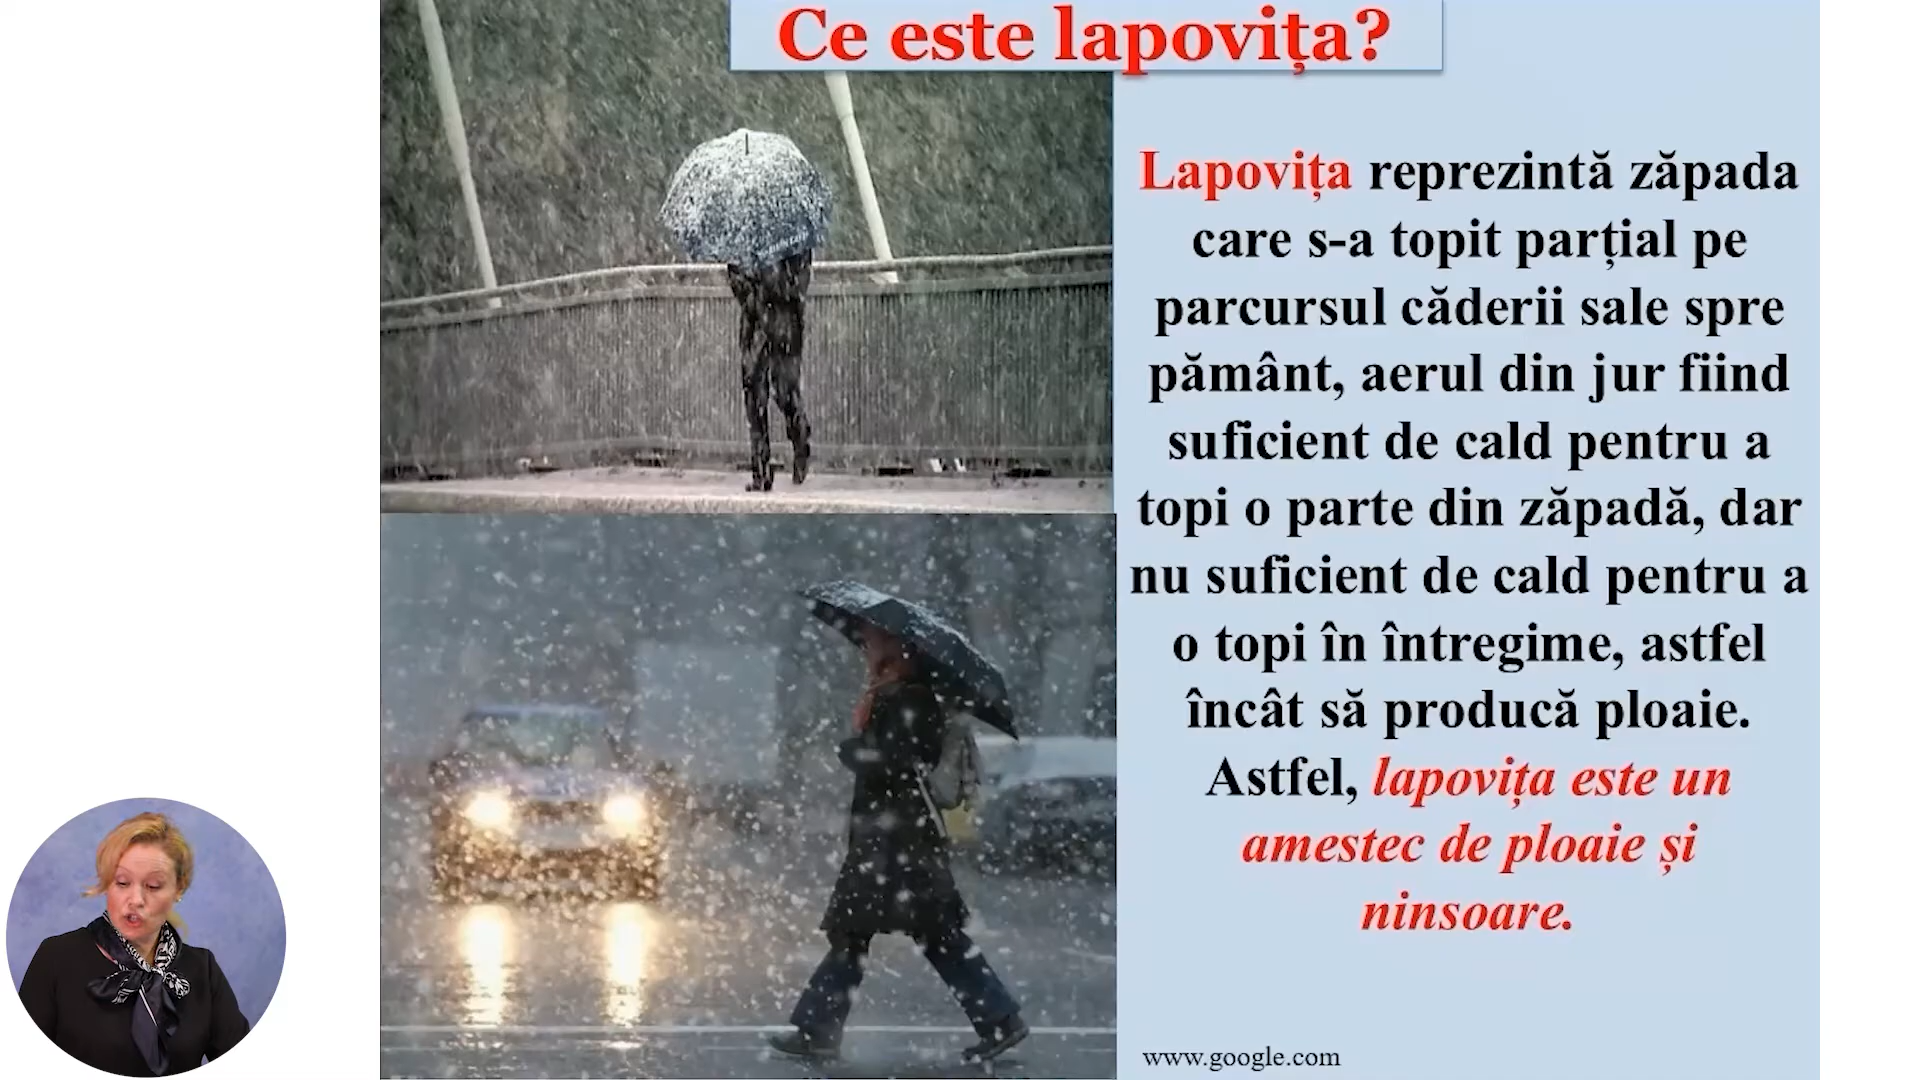 Ce este lapovița?
Lapovița reprezintă zăpada
care s-a topit parțial pe
parcursul căderii sale spre
pământ, aerul din jur fiind
suficient de cald pentru a
topi o parte din zăpadă, dar
nu suficient de cald pentru a
o topi în întregime, astfel
încât să producă ploaie.
Astfel, lapovița este un
amestec de ploaie și
ninsoare.
www.google.com